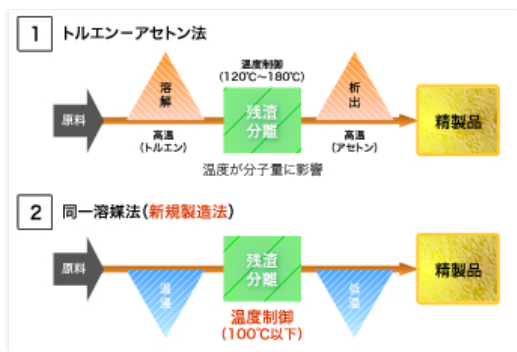 1 トルエンーアセトン法
溶解
温度制御
(120℃～180℃)
析出
原料
残渣
分離
精製品
高温
(トルエン)
高温
(アセトン)
温度が分子量に影響
2 同一溶媒法(新規製造法)
原料
残渣
分離
精製品
温浸
低温
温度制御
(100℃以下)